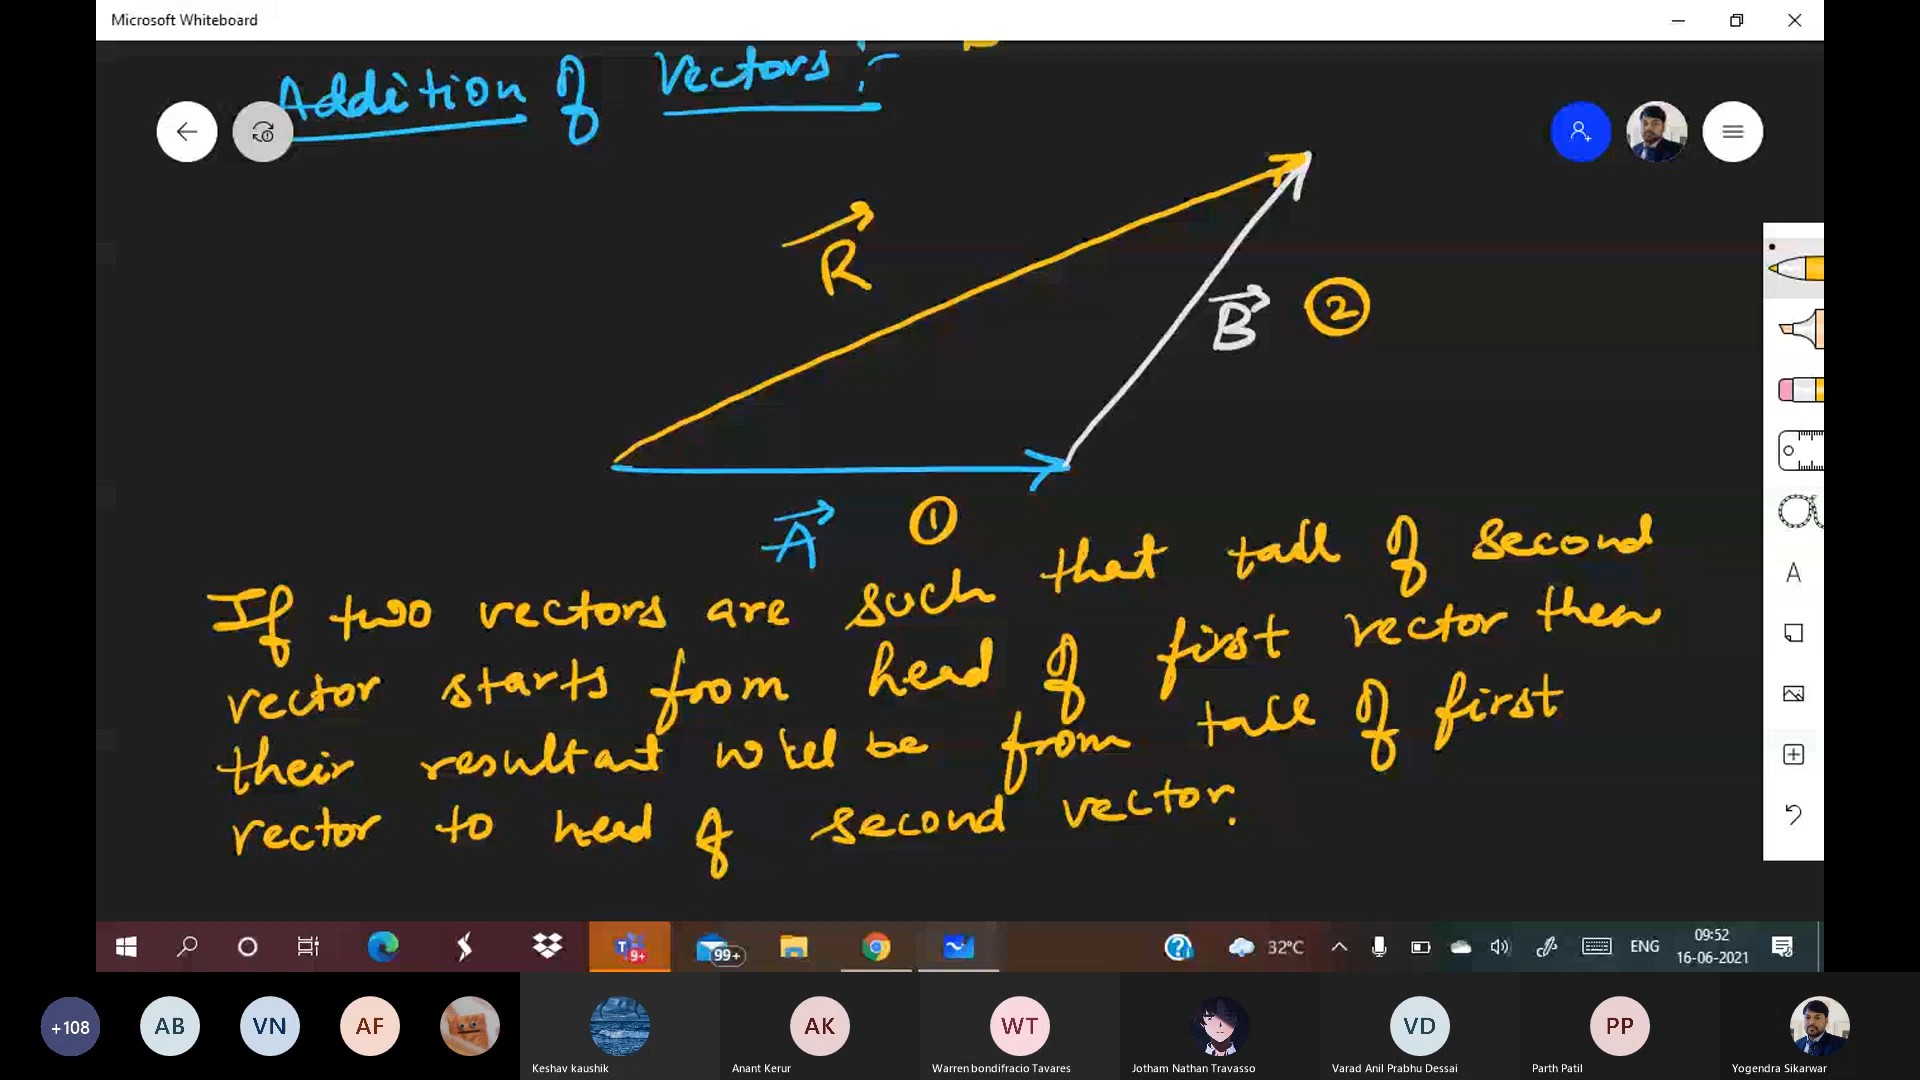 Microsoft Whiteboard
Addition of Vectors :-
R
B
2
A
1
If two vectors are such that tail of second
vector starts from head of first vector then
their resultant will be from tail of first
vector to head of second vector.
A
9+
99+
32°C
ENG
09:52
16-06-2021
+108
AB
VN
AF
AK
WT
VD
PP
Keshav kaushik
Anant Kerur
Warren bondifracio Tavares
Jotham Nathan Travasso
Varad Anil Prabhu Dessai
Parth Patil
Yogendra Sikarwar